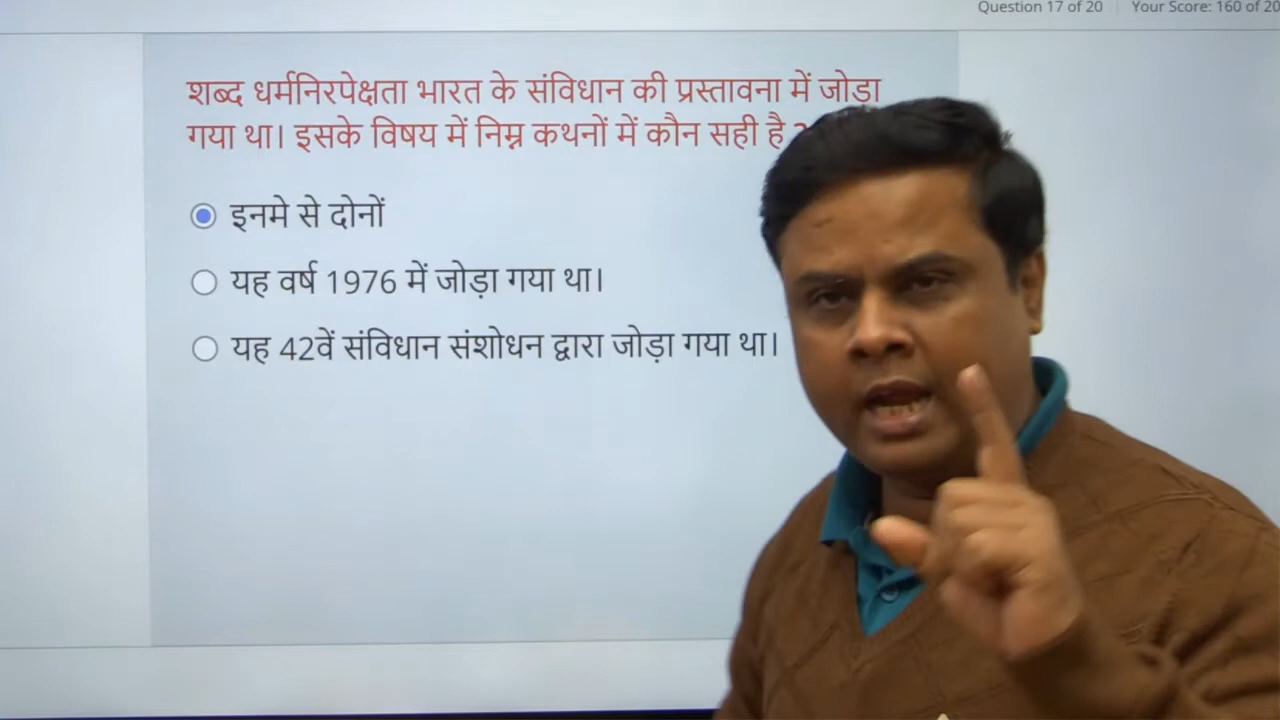 Question 17 of 20
Your Score: 160 of 20
शब्द धर्मनिरपेक्षता भारत के संविधान की प्रस्तावना में जोड़ा
गया था। इसके विषय में निम्न कथनों में कौन सही है
इनमे से दोनों
यह वर्ष 1976 में जोड़ा गया था।
यह 42वें संविधान संशोधन द्वारा जोड़ा गया था।